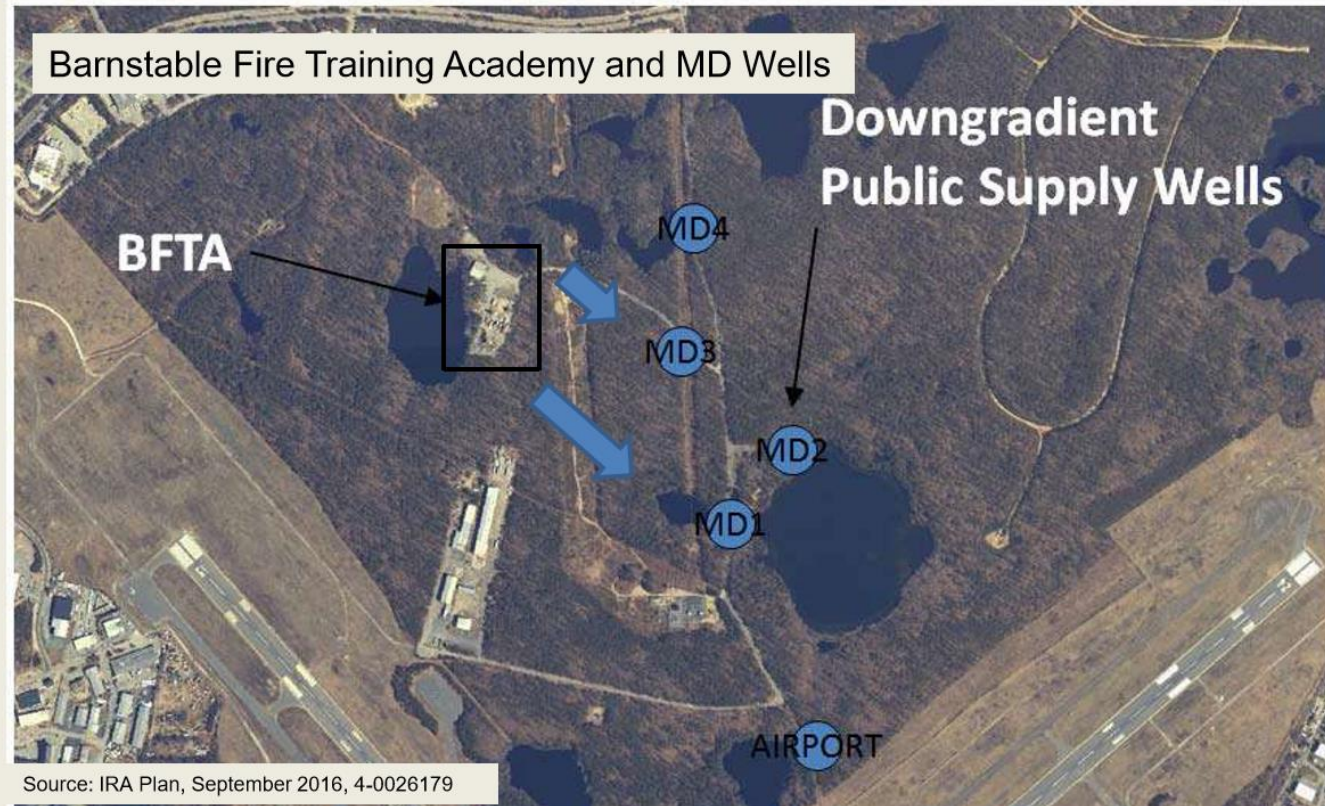 Barnstable Fire Training Academy and MD Wells
Downgradient
Public Supply Wells
BFTA
MD4
MD3
MD2
MD1
AIRPORT
Source: IRA Plan, September 2016, 4-0026179